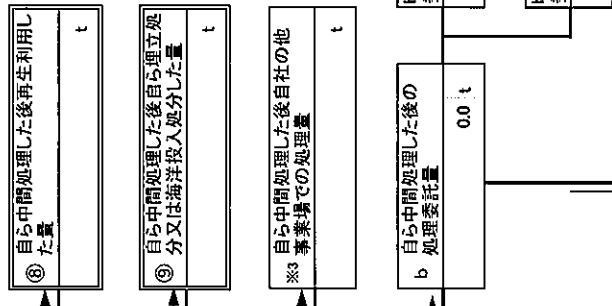 ⑧ 自ら中間処理した後再生利用し
た量
t
⑨ 自ら中間処理した後自ら埋立処
分又は海洋投入処分した量
t
※3 自ら中間処理した後自社の他
事業場での処理量
t
b 自ら中間処理した後の
処理委託量
0.0 t